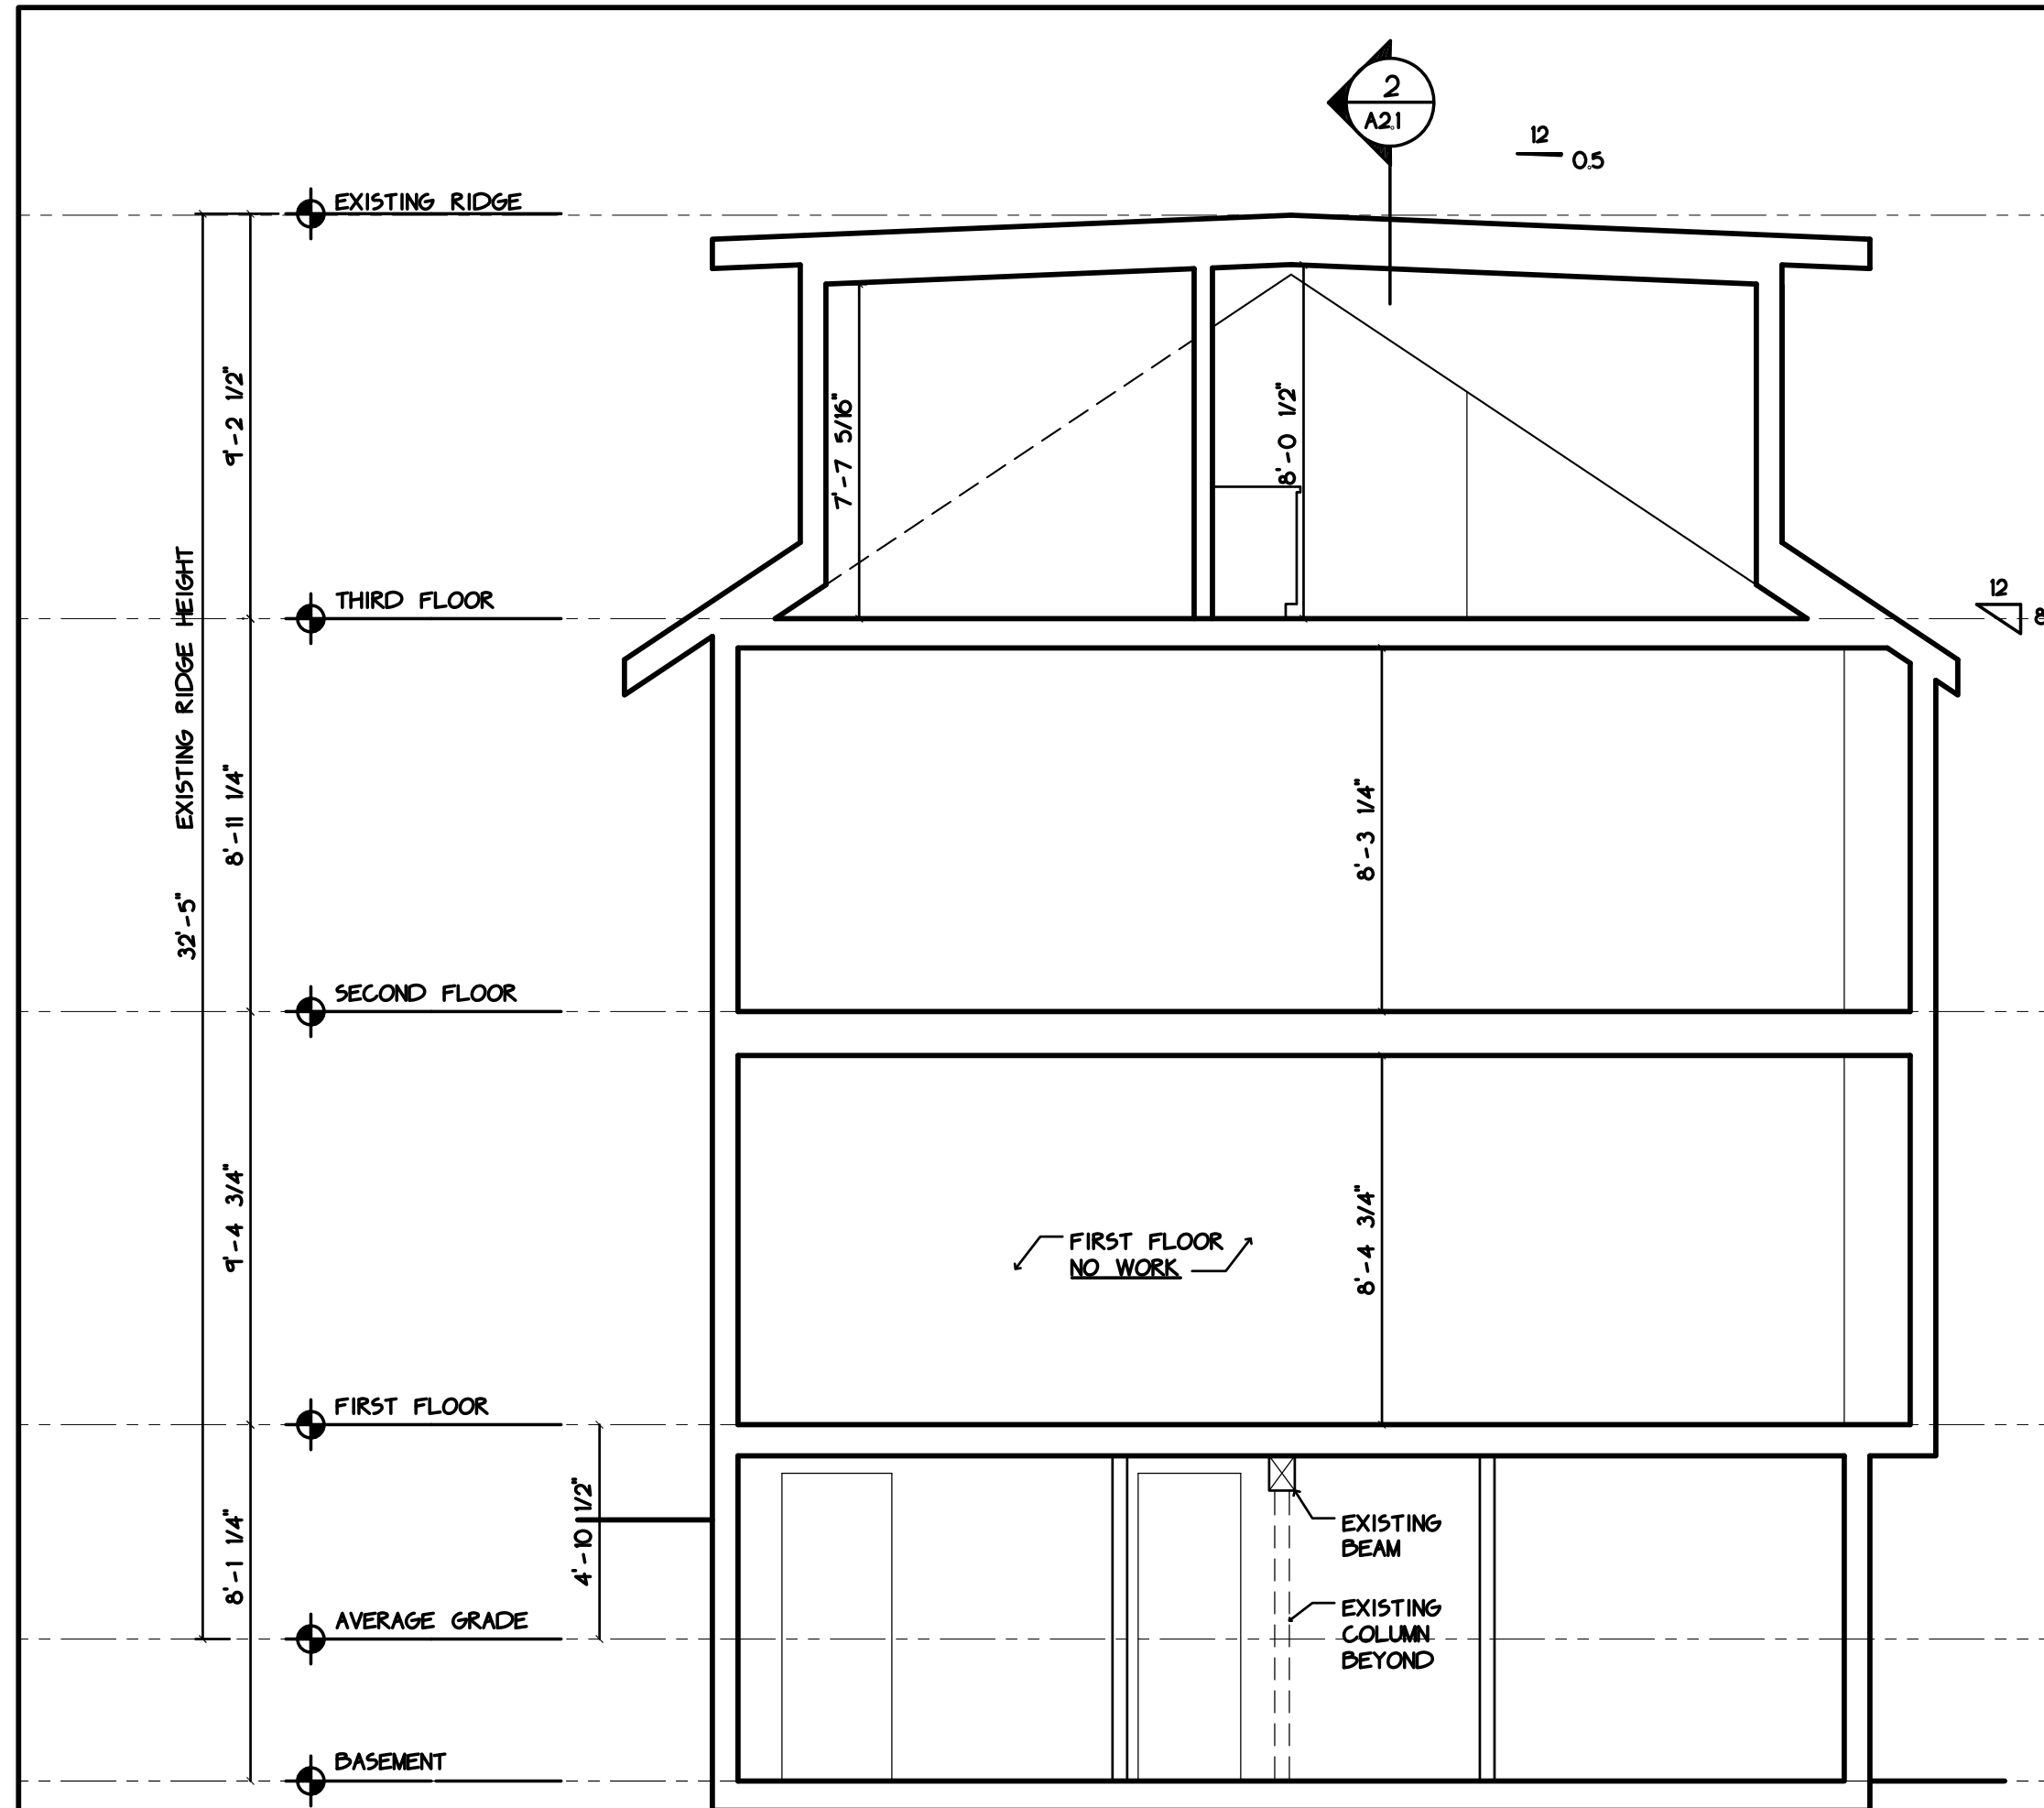 2
A2.1
12
0.5
EXISTING RIDGE
9'-2 1/2"
7'-7 5/16"
8'-0 1/2"
THIRD FLOOR
12
8
32'-5" EXISTING RIDGE HEIGHT
8'-11 1/4"
8'-3 1/4"
SECOND FLOOR
9'-4 3/4"
8'-4 3/4"
FIRST FLOOR
NO WORK
FIRST FLOOR
4'-10 1/2"
8'-1 1/4"
EXISTING
BEAM
EXISTING
COLUMN
BEYOND
AVERAGE GRADE
BASEMENT